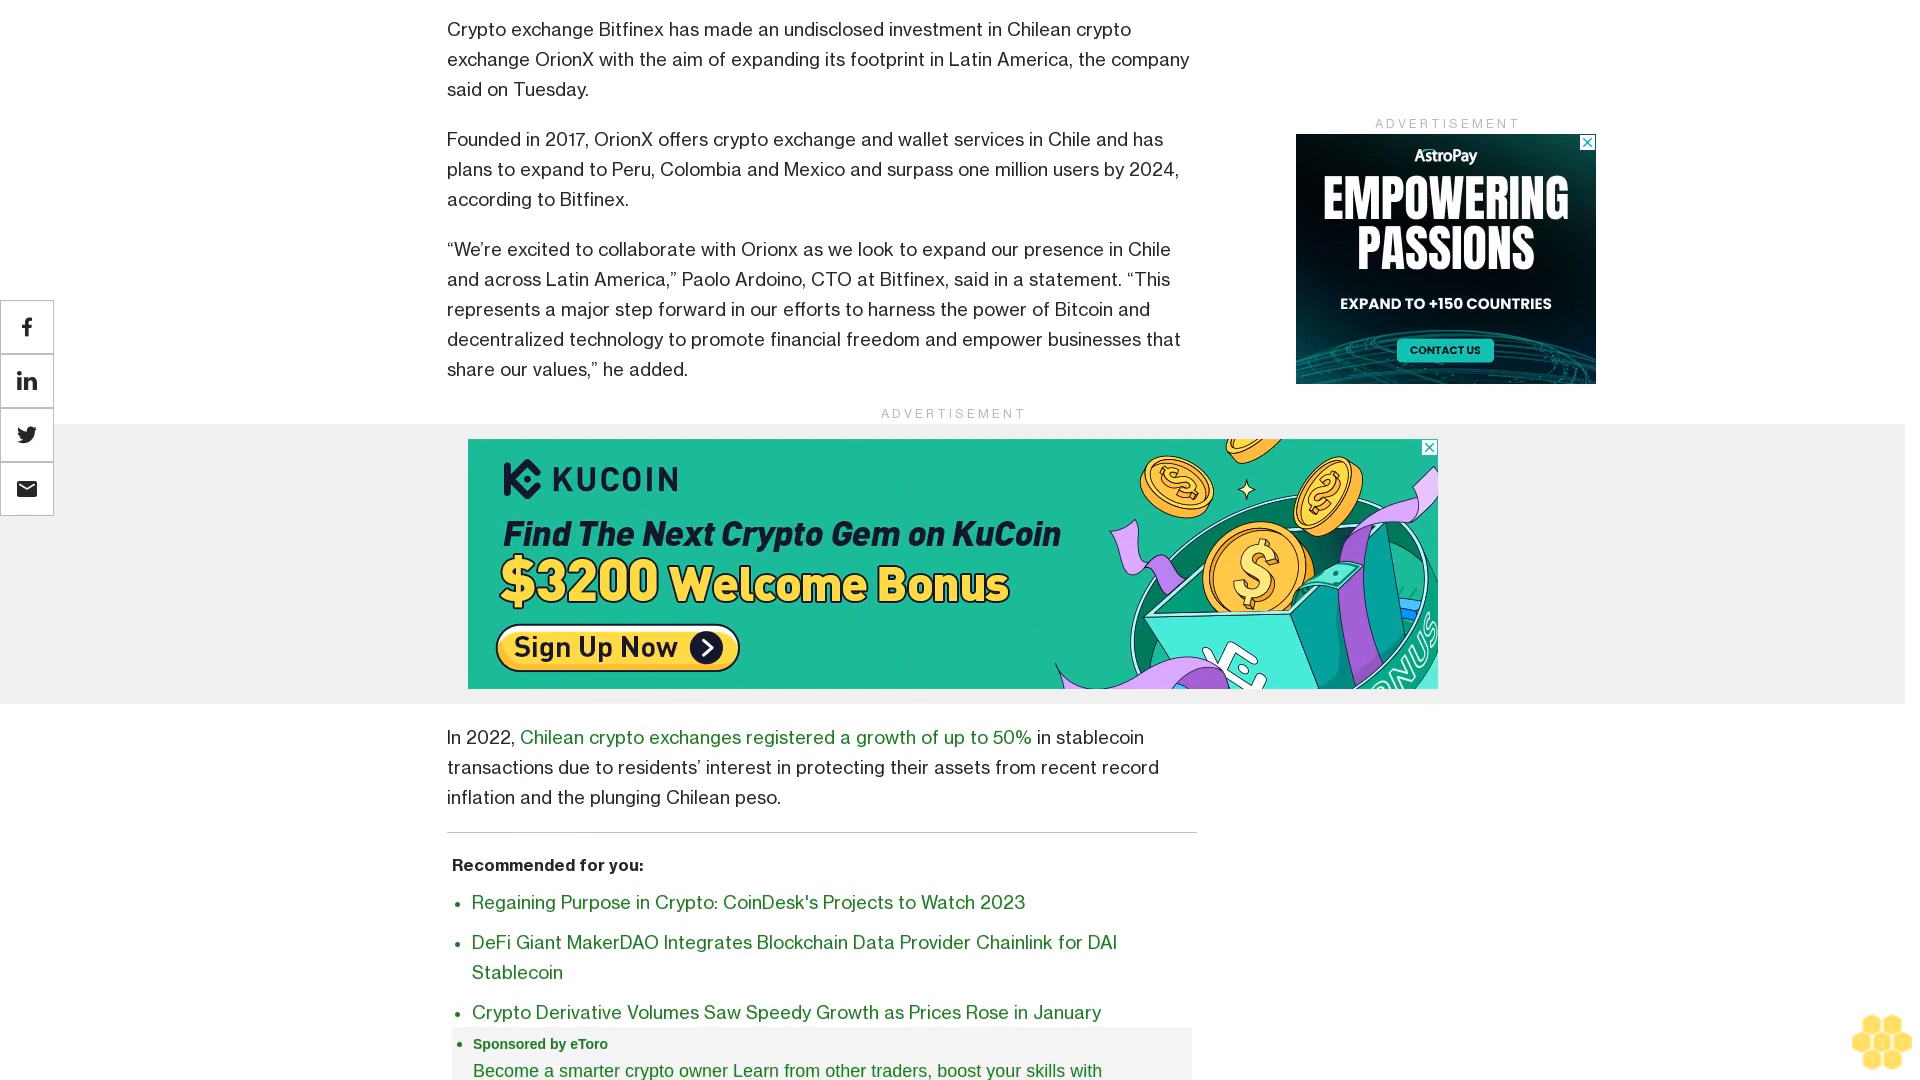 Crypto exchange Bitfinex has made an undisclosed investment in Chilean crypto
exchange OrionX with the aim of expanding its footprint in Latin America, the company
said on Tuesday.
Founded in 2017, OrionX offers crypto exchange and wallet services in Chile and has
plans to expand to Peru, Colombia and Mexico and surpass one million users by 2024,
according to Bitfinex.
“We’re excited to collaborate with Orionx as we look to expand our presence in Chile
and across Latin America,” Paolo Ardoino, CTO at Bitfinex, said in a statement. “This
represents a major step forward in our efforts to harness the power of Bitcoin and
decentralized technology to promote financial freedom and empower businesses that
share our values,” he added.
ADVERTISEMENT
AstroPay
EMPOWERING
PASSIONS
EXPAND TO +150 COUNTRIES
CONTACT US
ADVERTISEMENT
KUCOIN
Find The Next Crypto Gem on KuCoin
$3200 Welcome Bonus
Sign Up Now
BONUS
In 2022, Chilean crypto exchanges registered a growth of up to 50% in stablecoin
transactions due to residents’ interest in protecting their assets from recent record
inflation and the plunging Chilean peso.
Recommended for you:
• Regaining Purpose in Crypto: CoinDesk's Projects to Watch 2023
• DeFi Giant MakerDAO Integrates Blockchain Data Provider Chainlink for DAI
Stablecoin
• Crypto Derivative Volumes Saw Speedy Growth as Prices Rose in January
• Sponsored by eToro
Become a smarter crypto owner Learn from other traders, boost your skills with